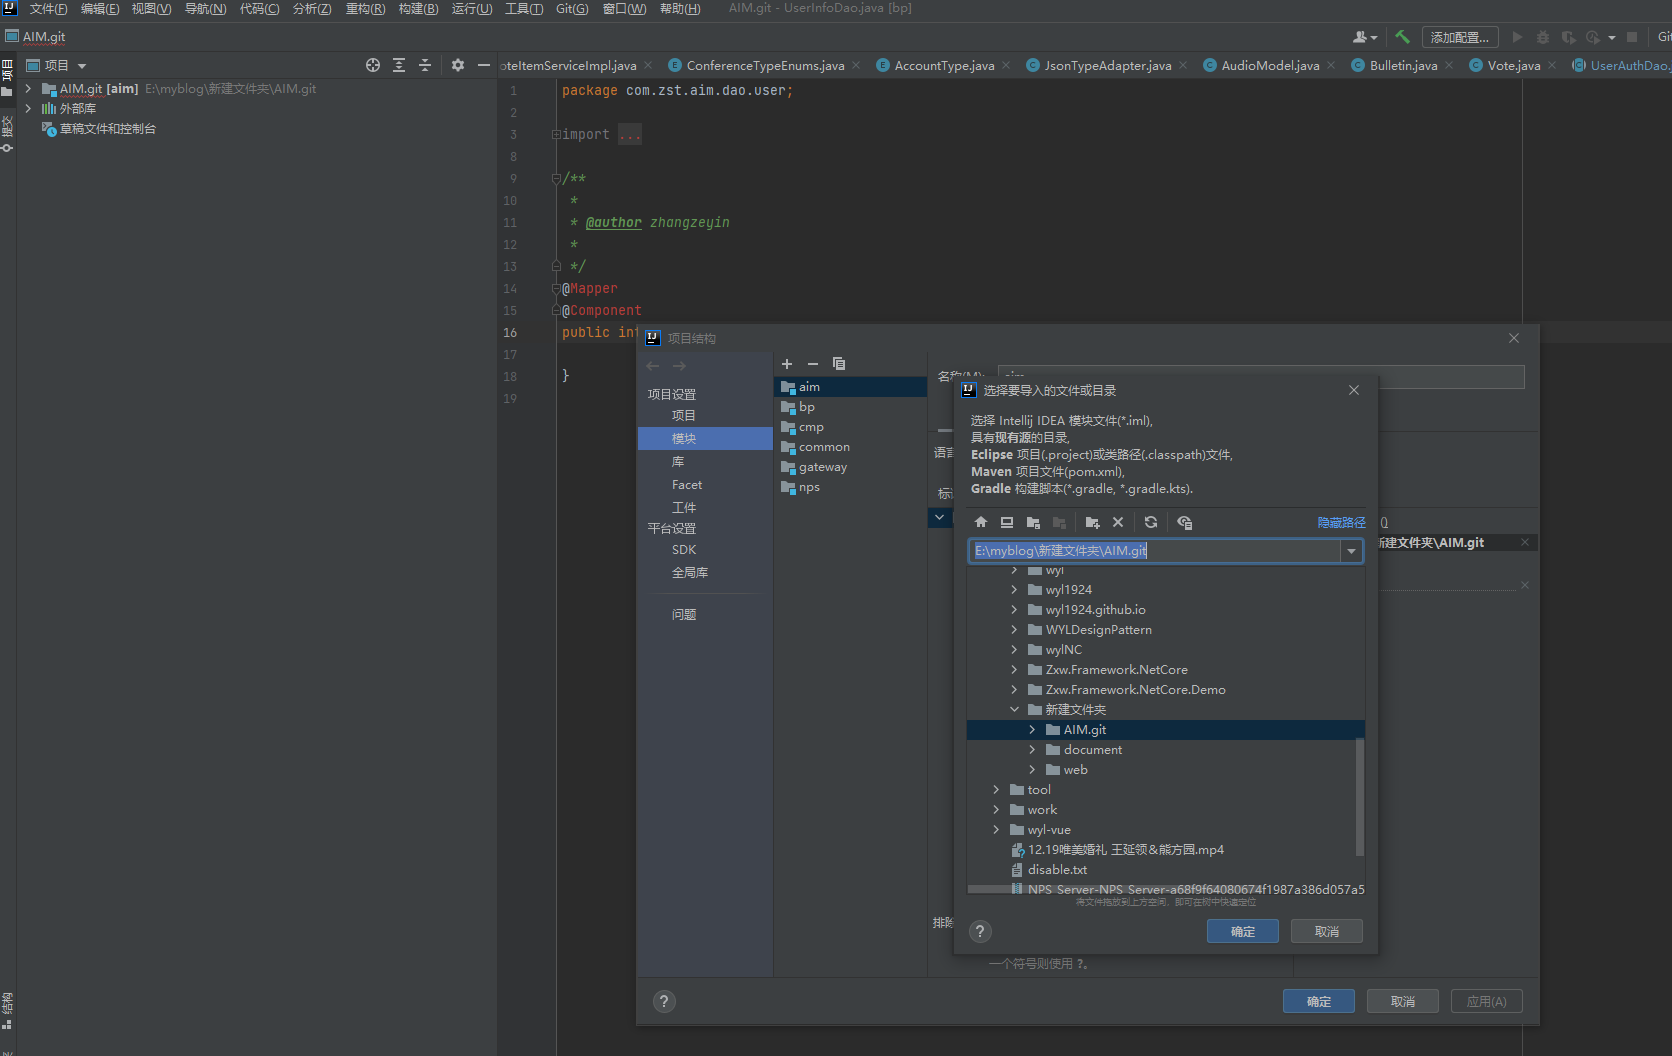 文件(F) 编辑(E) 视图(V) 导航(N) 代码(C) 分析(Z) 重构(R) 构建(B) 运行(U) 工具(T) Git(G) 窗口(W) 帮助(H) AIM.git - UserInfoDao.java [bp]
AIM.git
添加配置...
Git
项目
oteItemServiceImpl.java ConferenceTypeEnums.java AccountType.java JsonTypeAdapter.java AudioModel.java Bulletin.java Vote.java UserAuthDao.
项目
提交
结构
AIM.git [aim] E:\myblog\新建文件夹\AIM.git
外部库
草稿文件和控制台
1 package com.zst.aim.dao.user;
2
3 import ...
8
9 /**
10 *
11 * @author zhangzeyin
12 *
13 */
14 @Mapper
15 @Component
16 public int
17
18 }
19
项目结构
项目设置
项目
模块
库
Facet
工件
平台设置
SDK
全局库
问题
aim
bp
cmp
common
gateway
nps
名称(M): aim
语言
标
新建文件夹\AIM.git
排除
一个符号则使用 ?。
确定 取消 应用(A)
选择要导入的文件或目录
选择 Intellij IDEA 模块文件(*.iml),
具有现有源的目录,
Eclipse 项目(.project)或类路径(.classpath)文件,
Maven 项目文件(pom.xml),
Gradle 构建脚本(*.gradle, *.gradle.kts).
隐藏路径
E:\myblog\新建文件夹\AIM.git
wyl
wyl1924
wyl1924.github.io
WYLDesignPattern
wylNC
Zxw.Framework.NetCore
Zxw.Framework.NetCore.Demo
新建文件夹
AIM.git
document
web
tool
work
wyl-vue
12.19唯美婚礼 王延领&熊方园.mp4
disable.txt
NPS_Server-NPS_Server-a68f9f64080674f1987a386d057a5
将文件拖放到上方空间，即可在树中快速定位
? 确定 取消
?